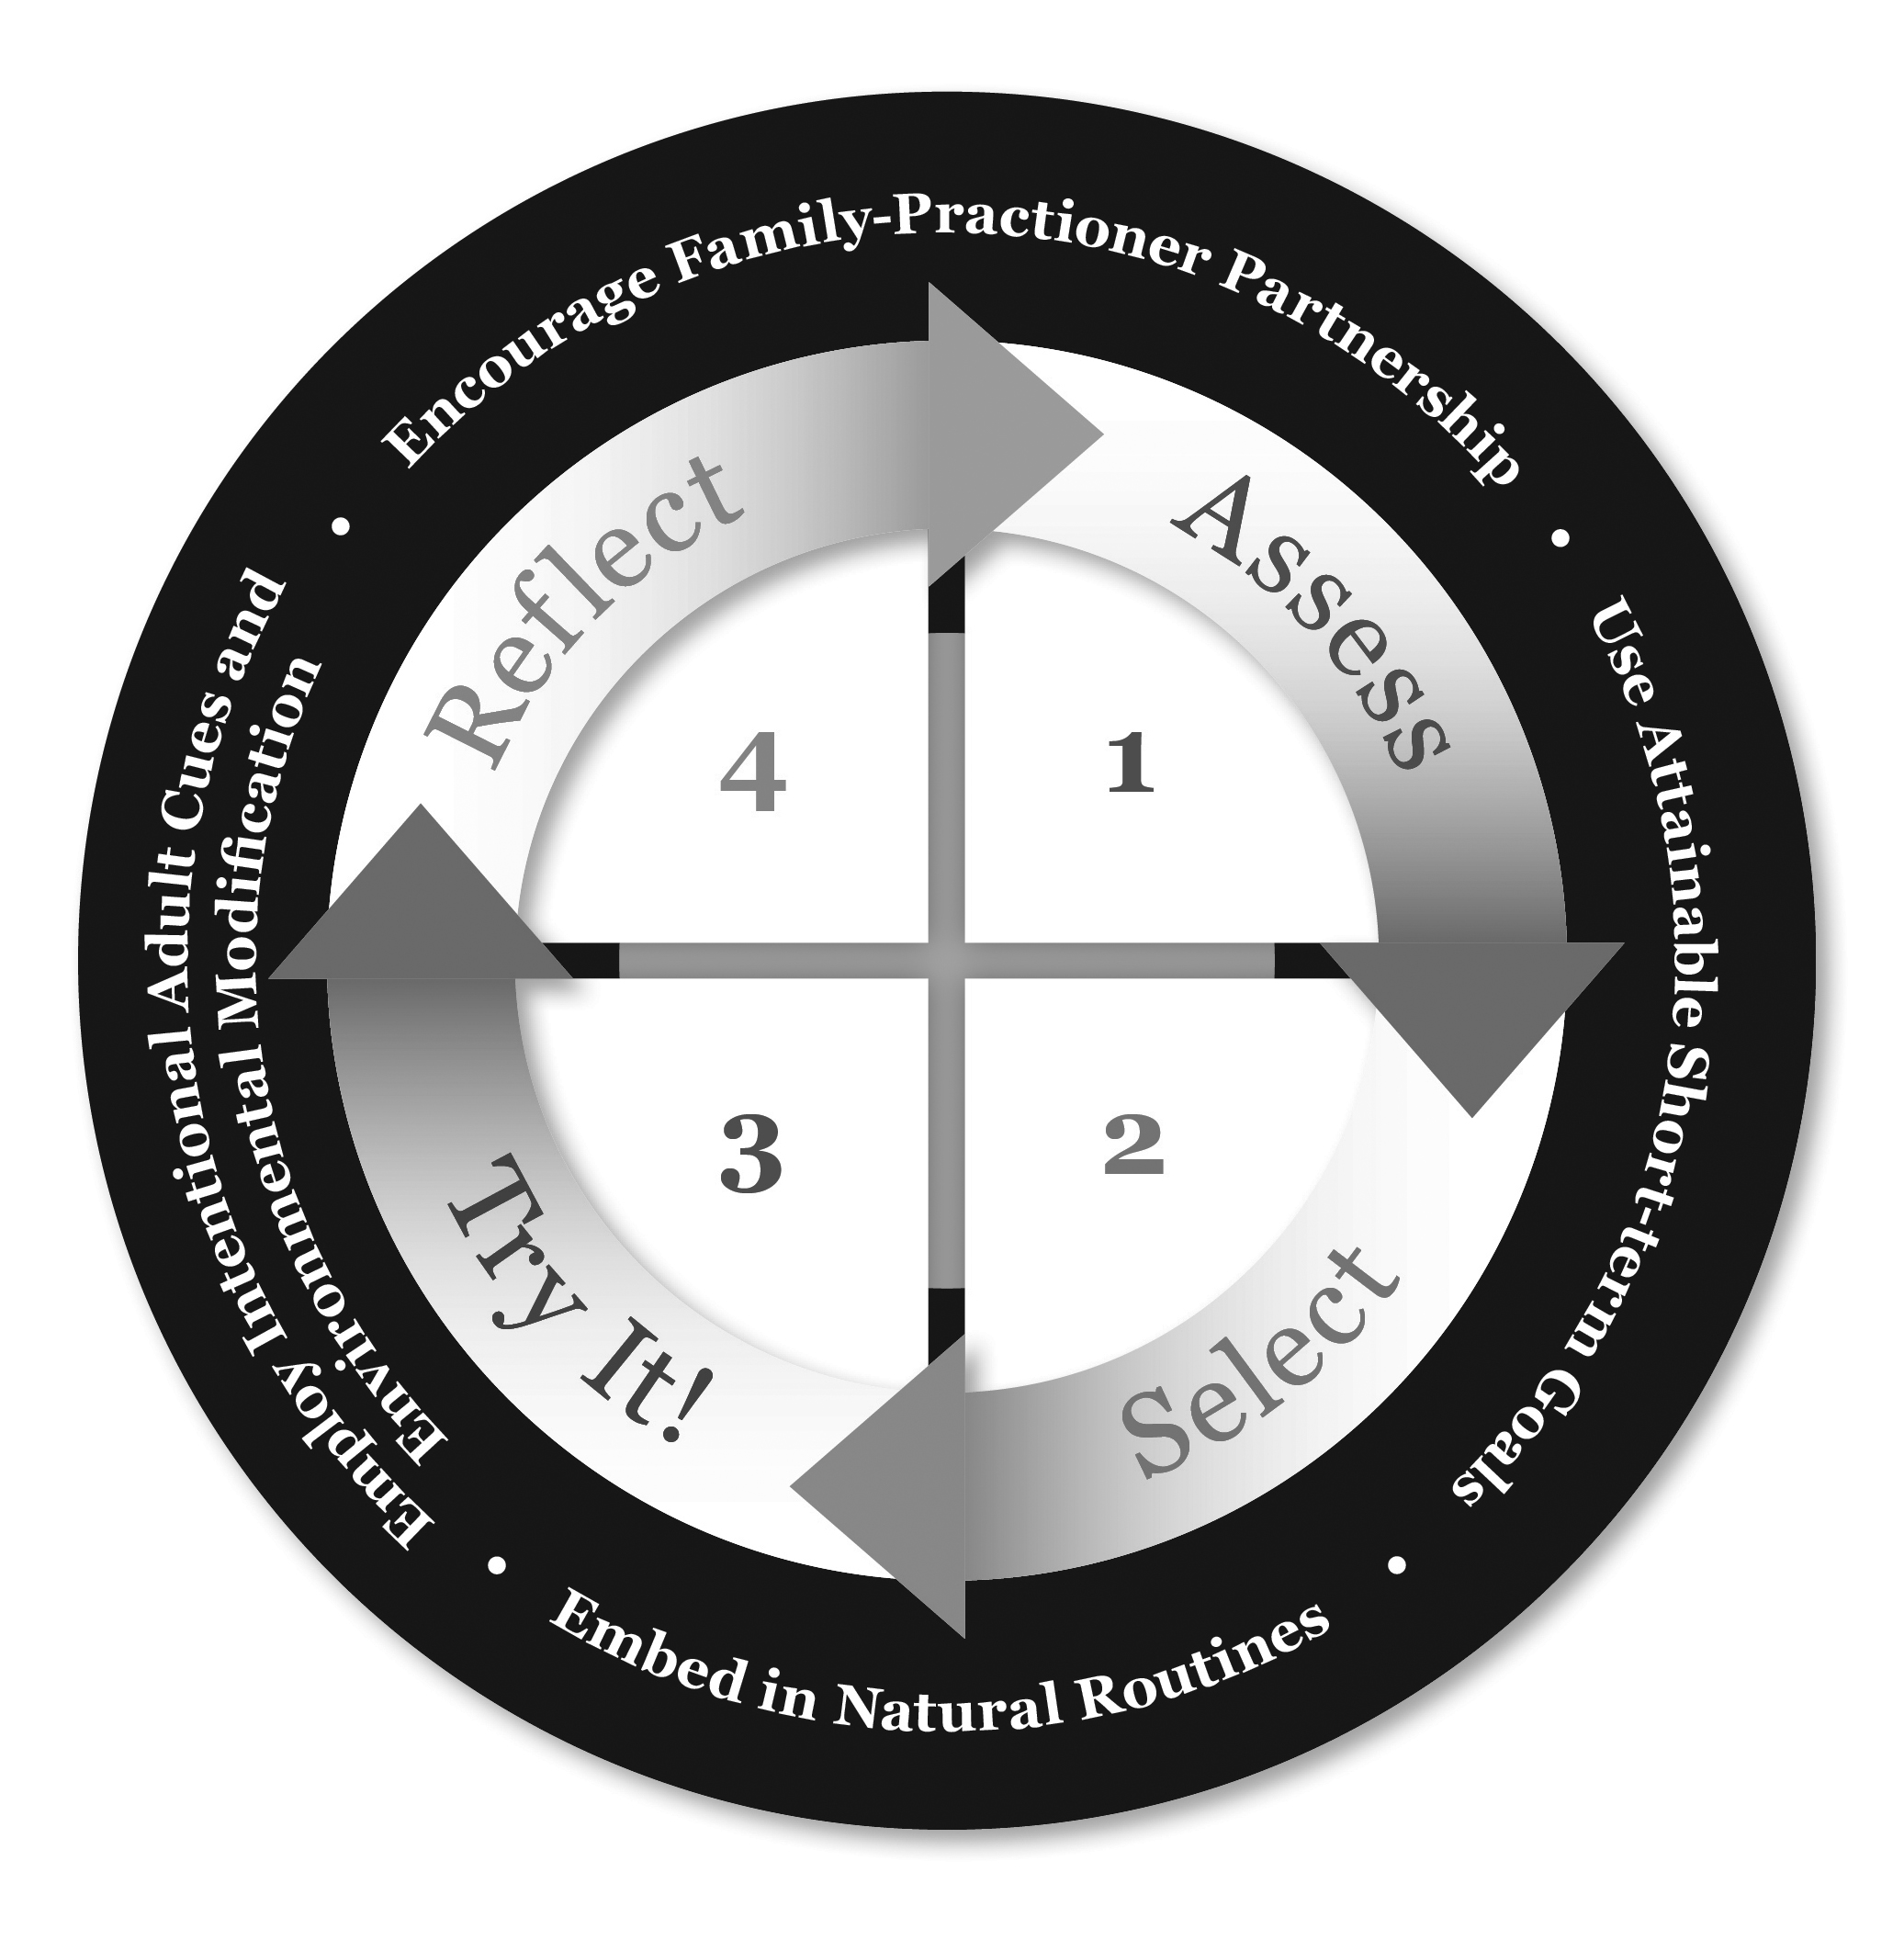 Encourage Family-Practioner Partnership
Use Attainable Short-term Goals
Embed in Natural Routines
Employ Intentional Adult Cues and
Environmental Modification
Assess
Select
Try It!
Reflect
1
2
3
4